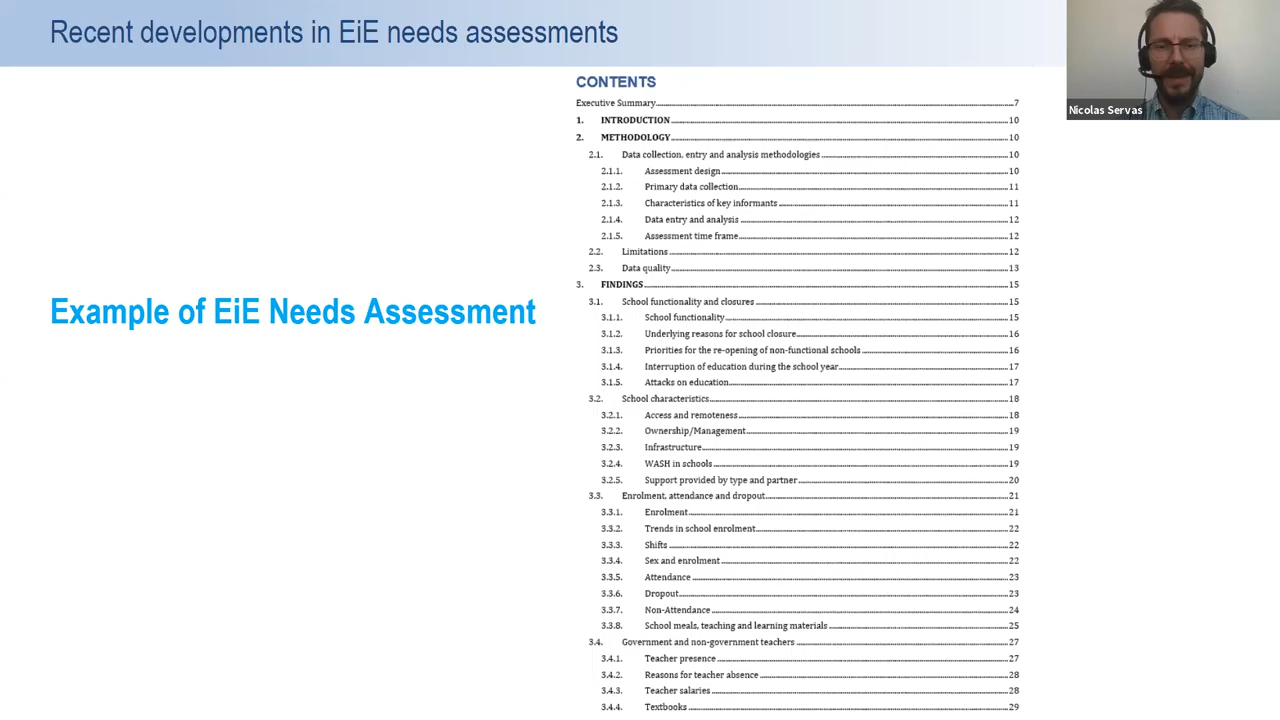 Recent developments in EiE needs assessments
Nicolas Servas
Example of EiE Needs Assessment
CONTENTS
Executive Summary 7
1. INTRODUCTION 10
2. METHODOLOGY 10
2.1. Data collection, entry and analysis methodologies 10
2.1.1. Assessment design 10
2.1.2. Primary data collection 11
2.1.3. Characteristics of key informants 11
2.1.4. Data entry and analysis 12
2.1.5. Assessment time frame 12
2.2. Limitations 12
2.3. Data quality 13
3. FINDINGS 15
3.1. School functionality and closures 15
3.1.1. School functionality 15
3.1.2. Underlying reasons for school closure 16
3.1.3. Priorities for the re-opening of non-functional schools 16
3.1.4. Interruption of education during the school year 17
3.1.5. Attacks on education 17
3.2. School characteristics 18
3.2.1. Access and remoteness 18
3.2.2. Ownership/Management 19
3.2.3. Infrastructure 19
3.2.4. WASH in schools 19
3.2.5. Support provided by type and partner 20
3.3. Enrolment, attendance and dropout 21
3.3.1. Enrolment 21
3.3.2. Trends in school enrolment 22
3.3.3. Shifts 22
3.3.4. Sex and enrolment 22
3.3.5. Attendance 23
3.3.6. Dropout 23
3.3.7. Non-Attendance 24
3.3.8. School meals, teaching and learning materials 25
3.4. Government and non-government teachers 27
3.4.1. Teacher presence 27
3.4.2. Reasons for teacher absence 28
3.4.3. Teacher salaries 28
3.4.4. Textbooks 29